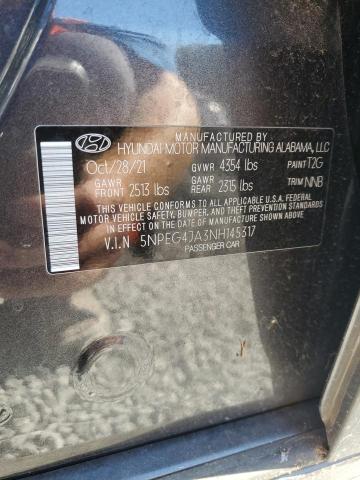 MANUFACTURED BY
HYUNDAI MOTOR MANUFACTURING ALABAMA, LLC
Oct/28/21 GVWR 4354 lbs PAINT T2G
GAWR FRONT 2513 lbs GAWR REAR 2315 lbs TRIM NNB
THIS VEHICLE CONFORMS TO ALL APPLICABLE FEDERAL
MOTOR VEHICLE SAFETY, BUMPER, AND THEFT PREVENTION
STANDARDS IN EFFECT ON THE DATE OF MANUFACTURE SHOWN ABOVE.
V.I.N 5NPEG4JA3NH145317
PASSENGER CAR